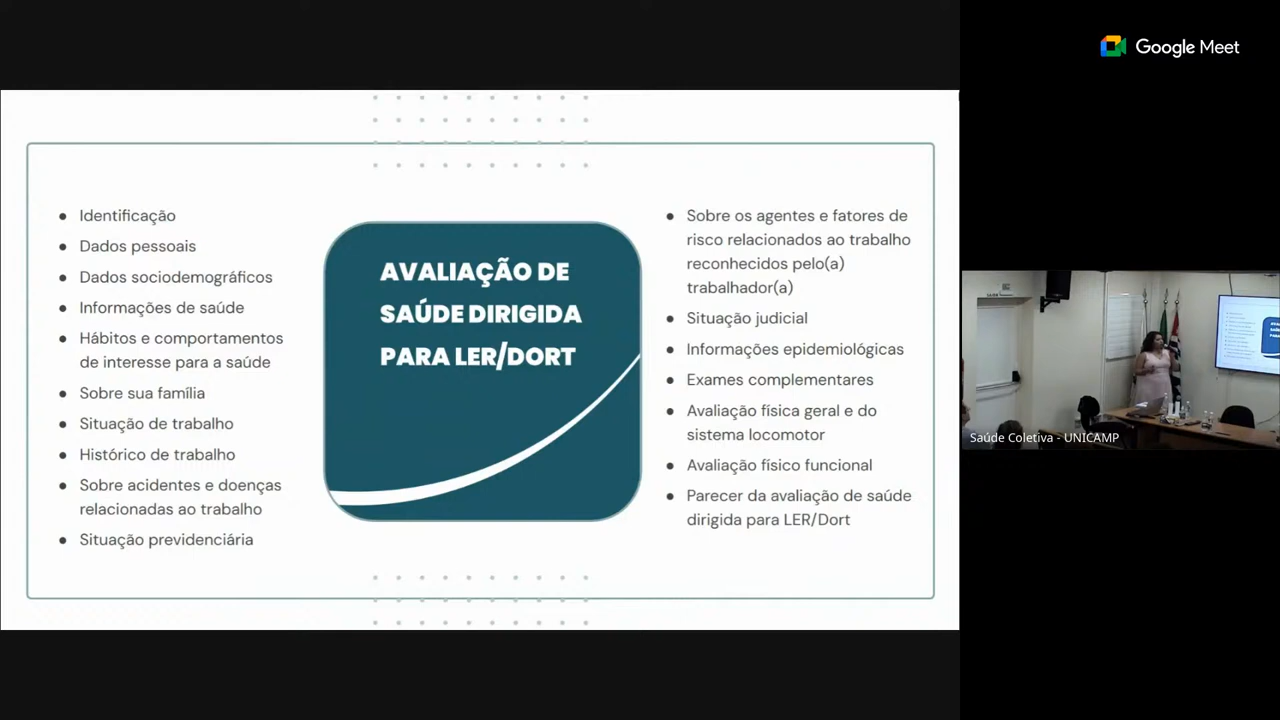 Google Meet
Identificação
Dados pessoais
Dados sociodemográficos
Informações de saúde
Hábitos e comportamentos
de interesse para a saúde
Sobre sua família
Situação de trabalho
Histórico de trabalho
Sobre acidentes e doenças
relacionadas ao trabalho
Situação previdenciária
AVALIAÇÃO DE
SAÚDE DIRIGIDA
PARA LER/DORT
Sobre os agentes e fatores de
risco relacionados ao trabalho
reconhecidos pelo(a)
trabalhador(a)
Situação judicial
Informações epidemiológicas
Exames complementares
Avaliação física geral e do
sistema locomotor
Avaliação físico funcional
Parecer da avaliação de saúde
dirigida para LER/Dort
Saúde Coletiva - UNICAMP